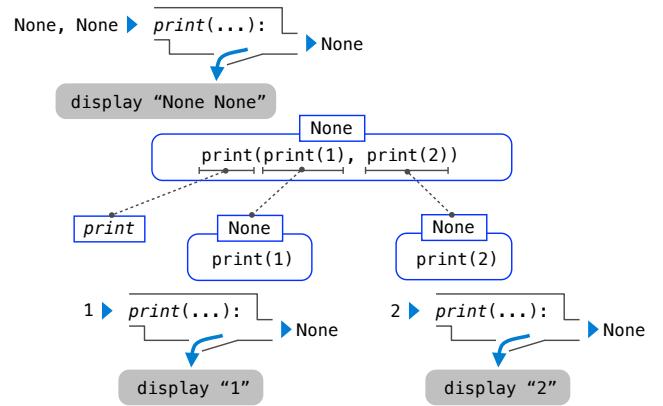 None, None print(...): None
display “None None”
None
print(print(1), print(2))
print None None
print(1) print(2)
1 print(...): None 2 print(...): None
display “1” display “2”